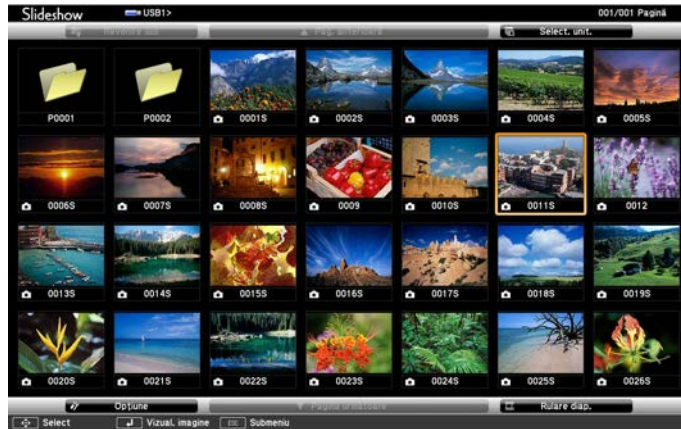 Slideshow USB1> 001/001 Pagină
Revenire sus ▲ Pag. anterioară Select. unit.
P0001 P0002 0001S 0002S 0003S 0004S 0005S
0006S 0007S 0008S 0009 0010S 0011S 0012
0013S 0014S 0015S 0016S 0017S 0018S 0019S
0020S 0021S 0022S 0023S 0024S 0025S 0026S
Opţiune ▼ Pagina următoare Rulare diap.
Select Vizual. imagine Esc Submeniu